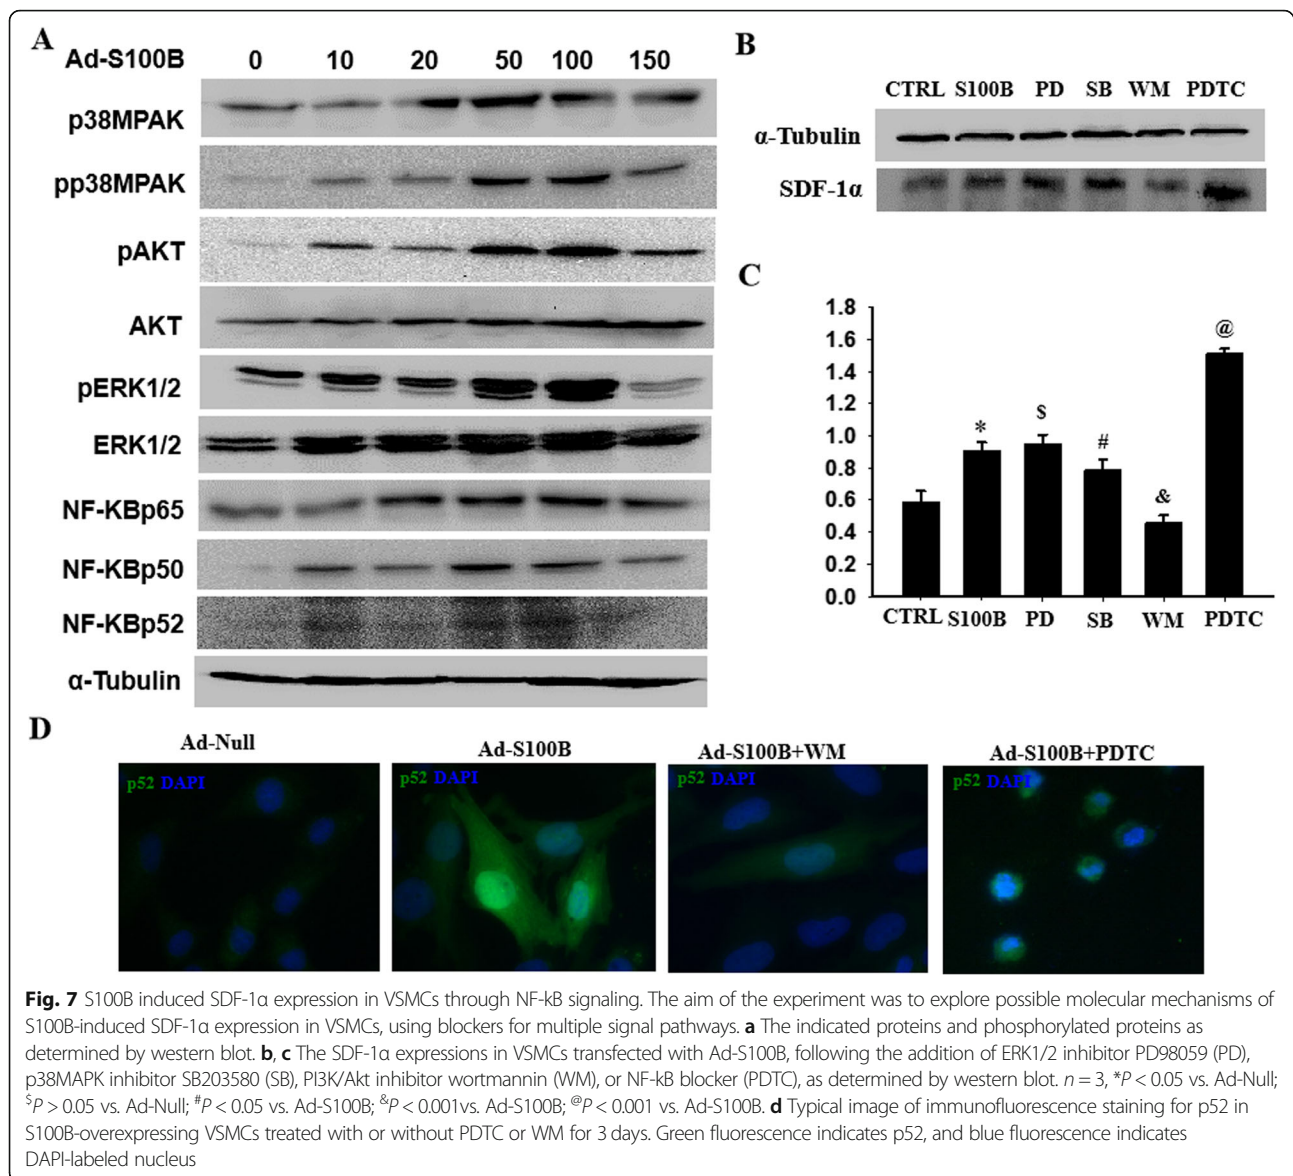 A
Ad-S100B 0 10 20 50 100 150
p38MPAK
pp38MPAK
pAKT
AKT
pERK1/2
ERK1/2
NF-KBp65
NF-KBp50
NF-KBp52
α-Tubulin
B
CTRL S100B PD SB WM PDTC
α-Tubulin
SDF-1α
C
1.8
1.6
1.4
1.2
1.0
0.8
0.6
0.4
0.2
0.0
* $ # & @
CTRL S100B PD SB WM PDTC
D
Ad-Null Ad-S100B Ad-S100B+WM Ad-S100B+PDTC
p52 DAPI p52 DAPI p52 DAPI p52 DAPI
Fig. 7 S100B induced SDF-1α expression in VSMCs through NF-kB signaling. The aim of the experiment was to explore possible molecular mechanisms of
S100B-induced SDF-1α expression in VSMCs, using blockers for multiple signal pathways. a The indicated proteins and phosphorylated proteins as
determined by western blot. b, c The SDF-1α expressions in VSMCs transfected with Ad-S100B, following the addition of ERK1/2 inhibitor PD98059 (PD),
p38MAPK inhibitor SB203580 (SB), PI3K/Akt inhibitor wortmannin (WM), or NF-kB blocker (PDTC), as determined by western blot. n = 3, *P < 0.05 vs. Ad-Null;
$P > 0.05 vs. Ad-Null; #P < 0.05 vs. Ad-S100B; &P < 0.001vs. Ad-S100B; @P < 0.001 vs. Ad-S100B. d Typical image of immunofluorescence staining for p52 in
S100B-overexpressing VSMCs treated with or without PDTC or WM for 3 days. Green fluorescence indicates p52, and blue fluorescence indicates
DAPI-labeled nucleus